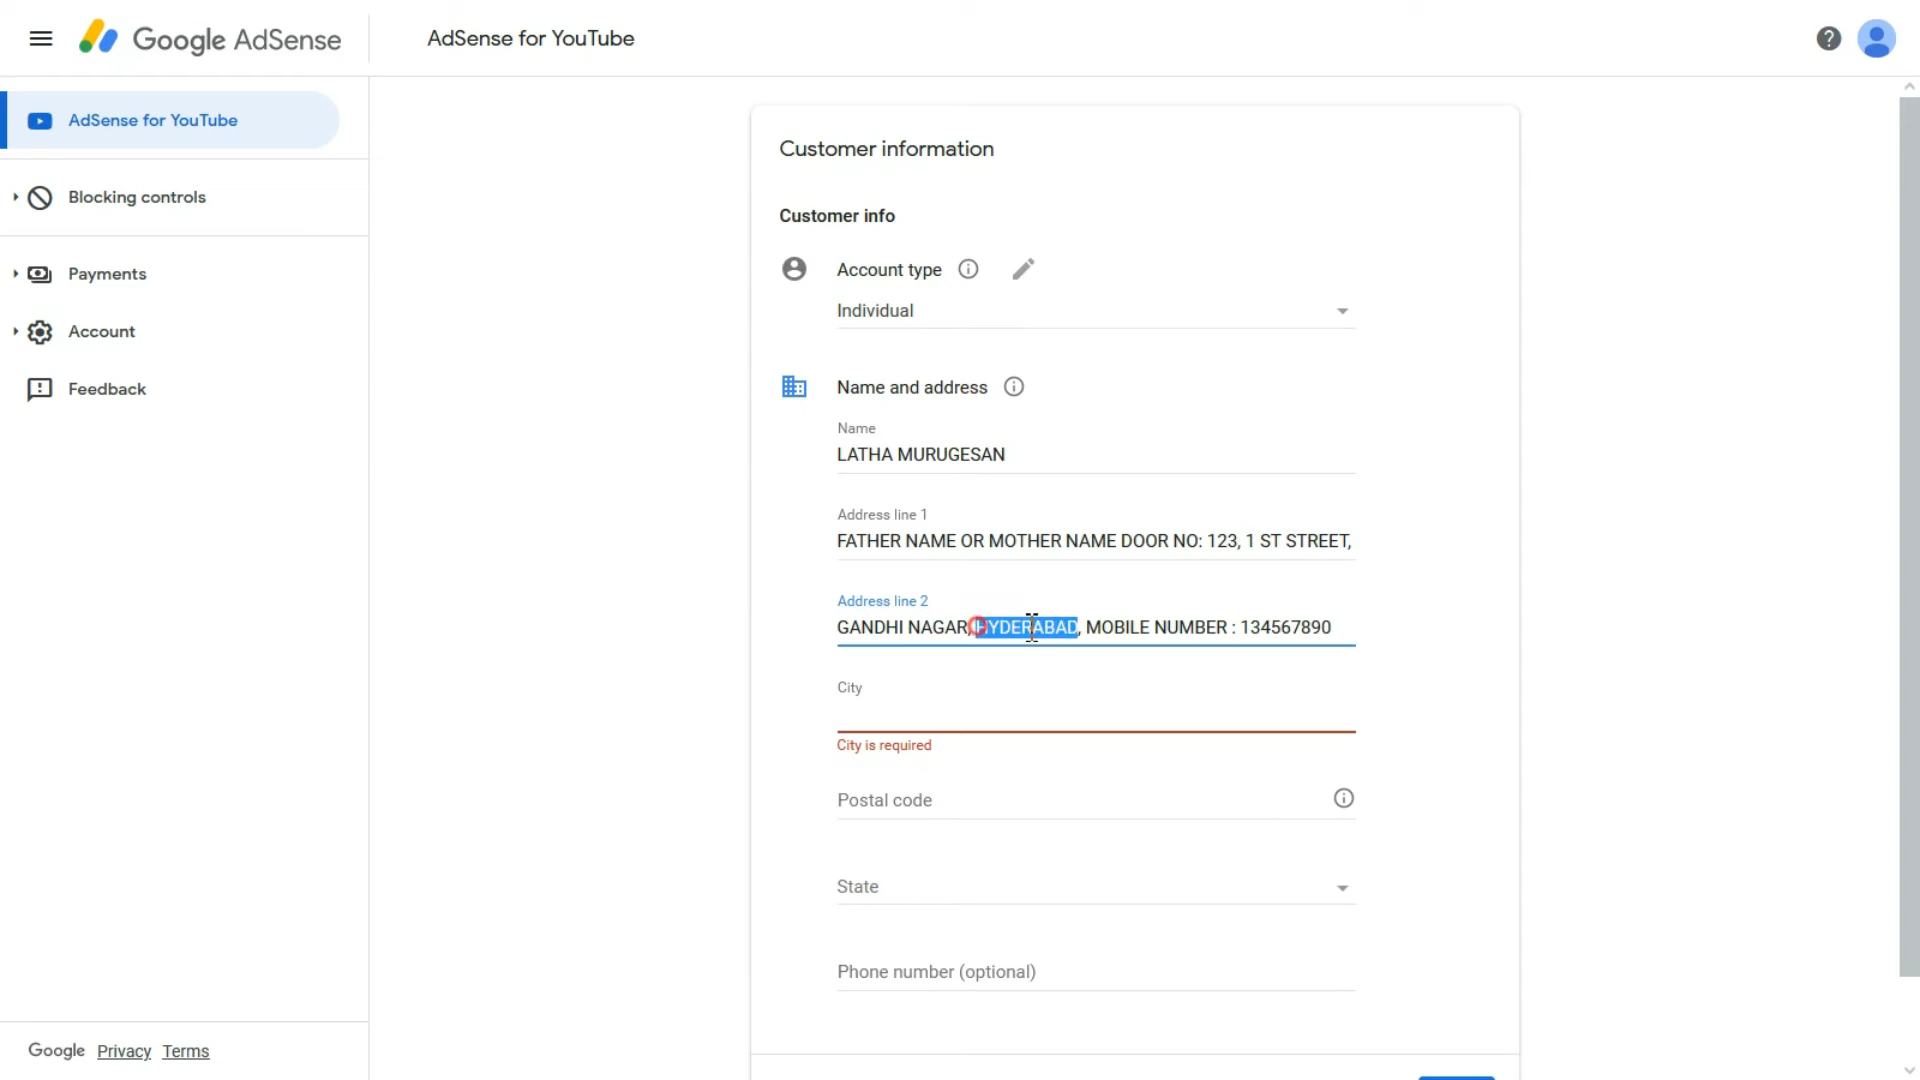 Google AdSense
AdSense for YouTube
AdSense for YouTube
Blocking controls
Payments
Account
Feedback
Customer information
Customer info
Account type
Individual
Name and address
Name
LATHA MURUGESAN
Address line 1
FATHER NAME OR MOTHER NAME DOOR NO: 123, 1 ST STREET,
Address line 2
GANDHI NAGAR, HYDERABAD, MOBILE NUMBER : 134567890
City
City is required
Postal code
State
Phone number (optional)
Google Privacy Terms